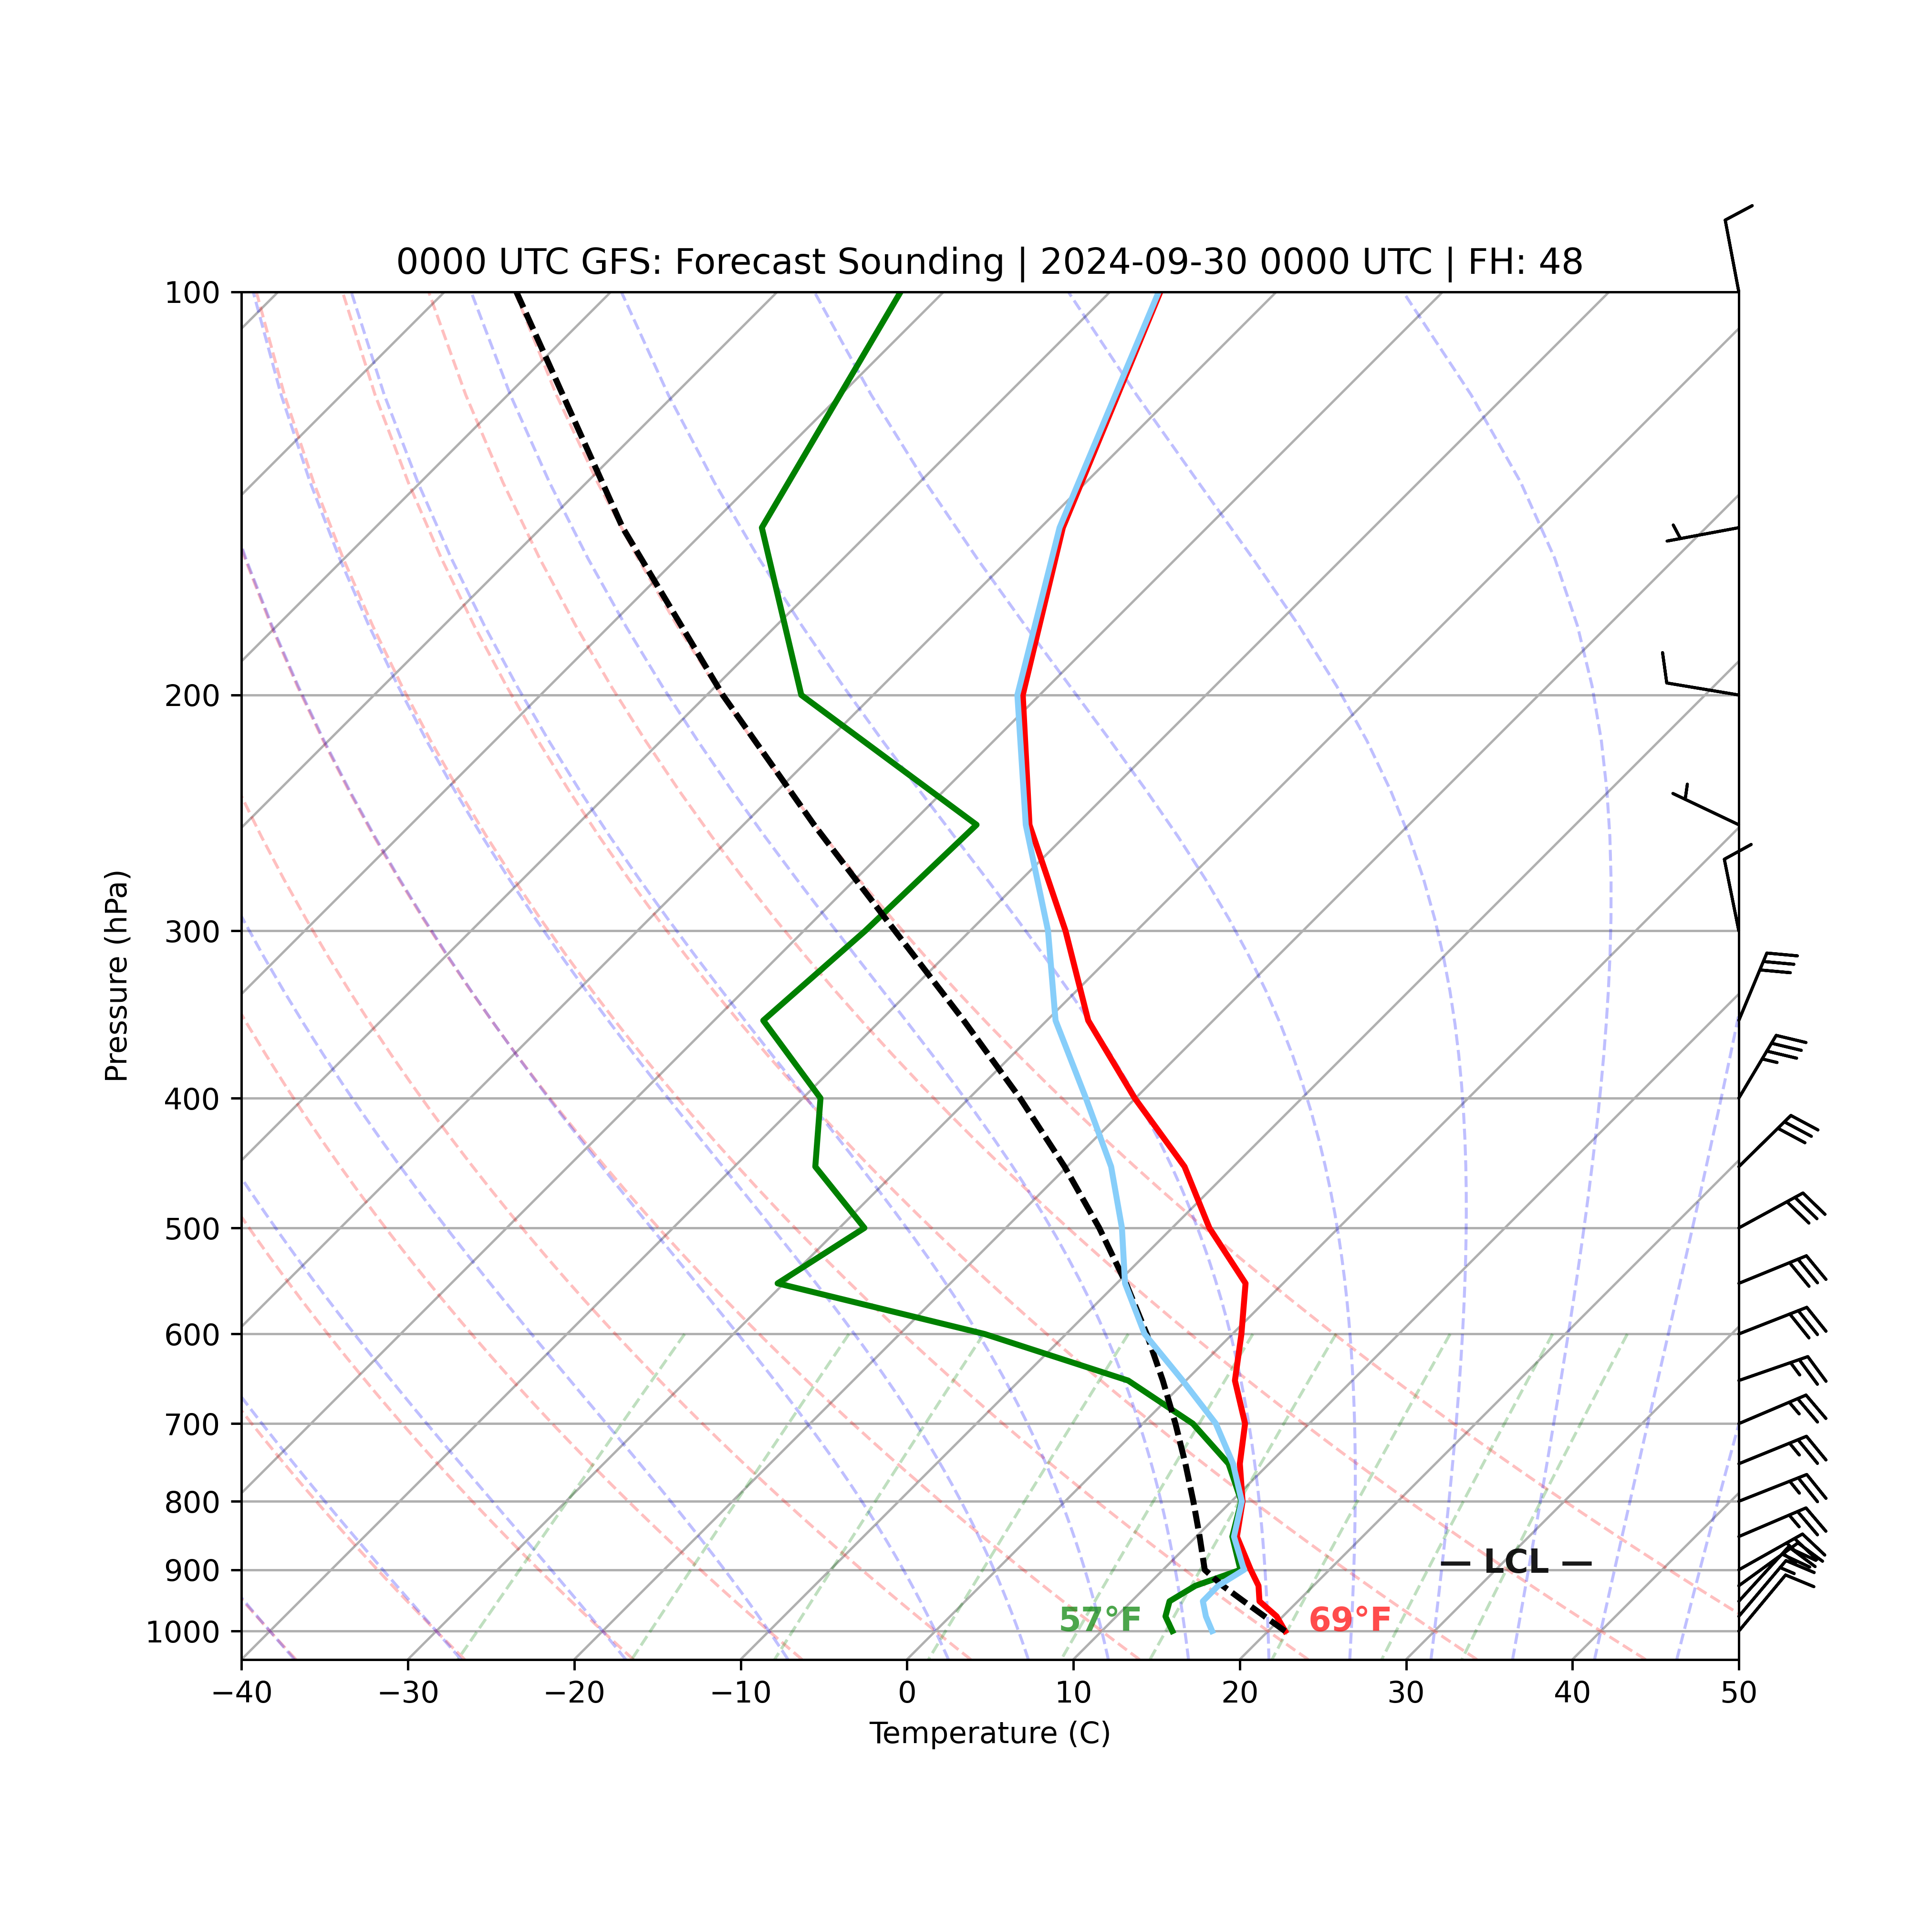 0000 UTC GFS: Forecast Sounding | 2024-09-30 0000 UTC | FH: 48
100
200
300
400
500
600
700
800
900
1000
Pressure (hPa)
— LCL —
57°F
69°F
−40 −30 −20 −10 0 10 20 30 40 50
Temperature (C)